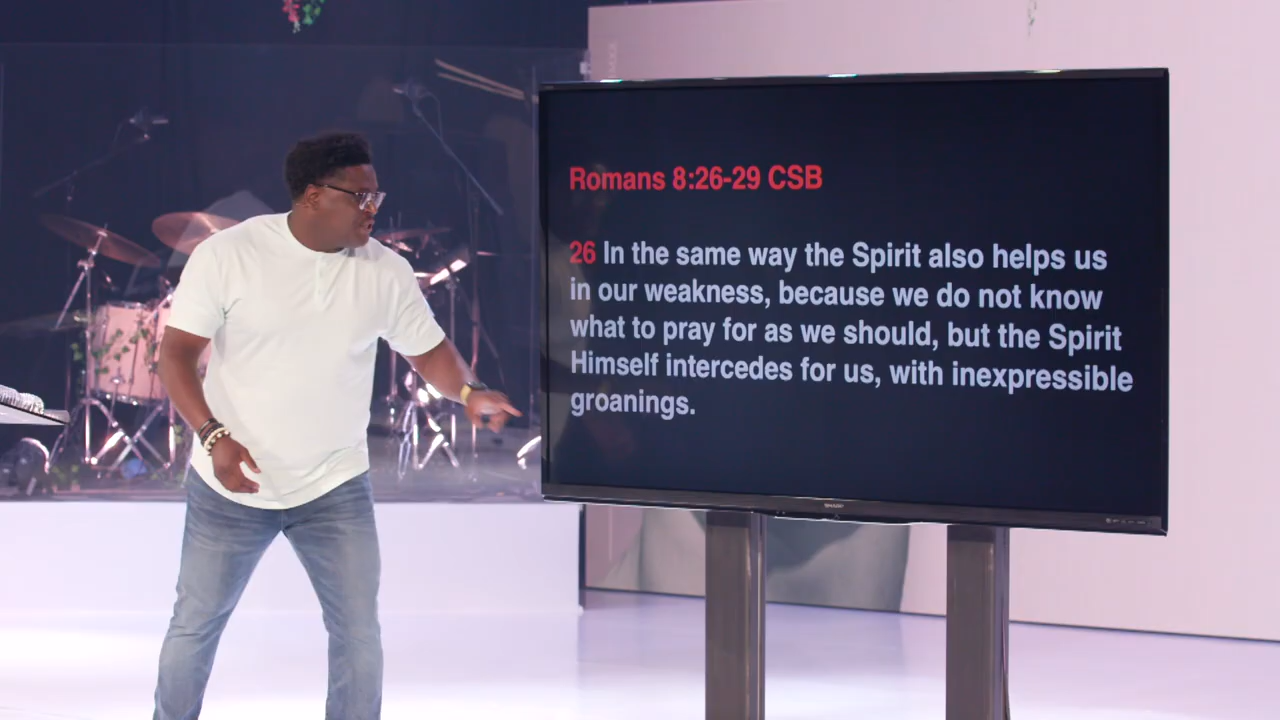 Romans 8:26-29 CSB
26 In the same way the Spirit also helps us
in our weakness, because we do not know
what to pray for as we should, but the Spirit
Himself intercedes for us, with inexpressible
groanings.
SHARP